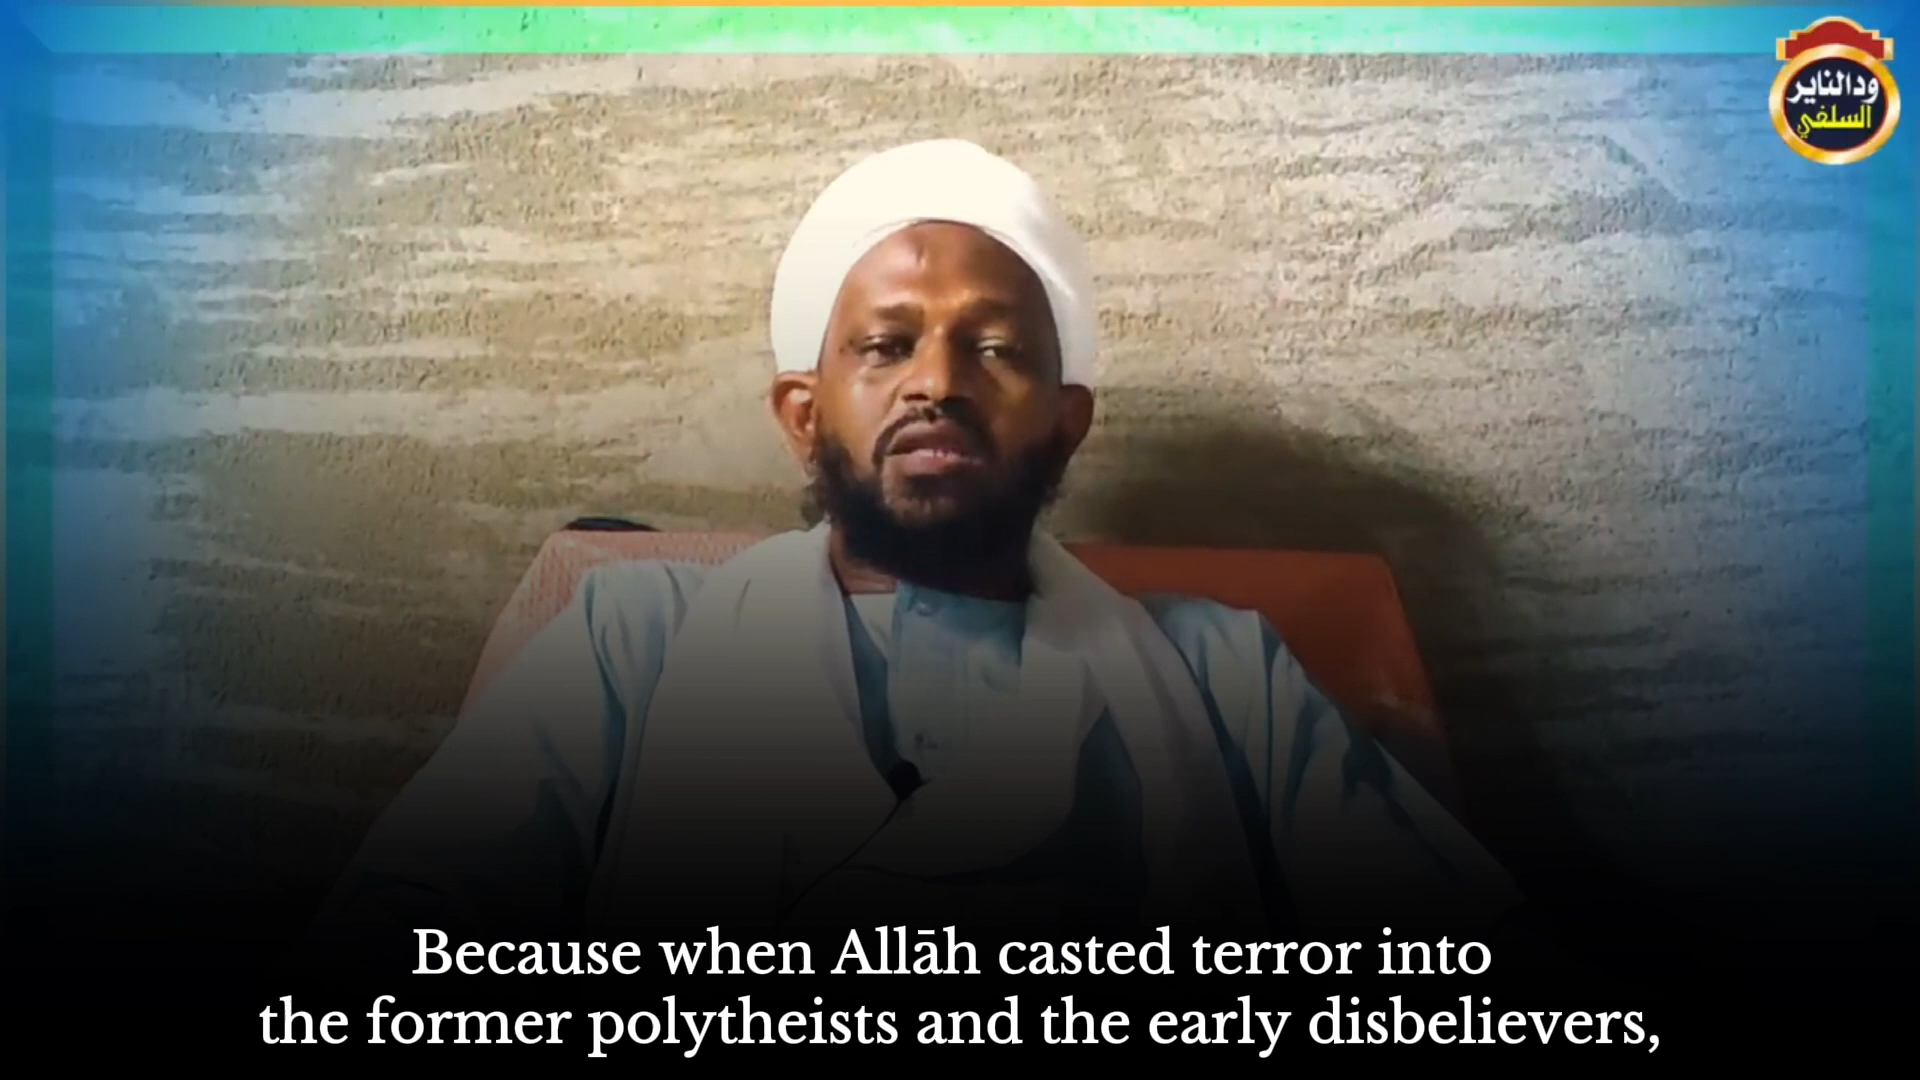 ودالناير
السلفي
Because when Allāh casted terror into
the former polytheists and the early disbelievers,